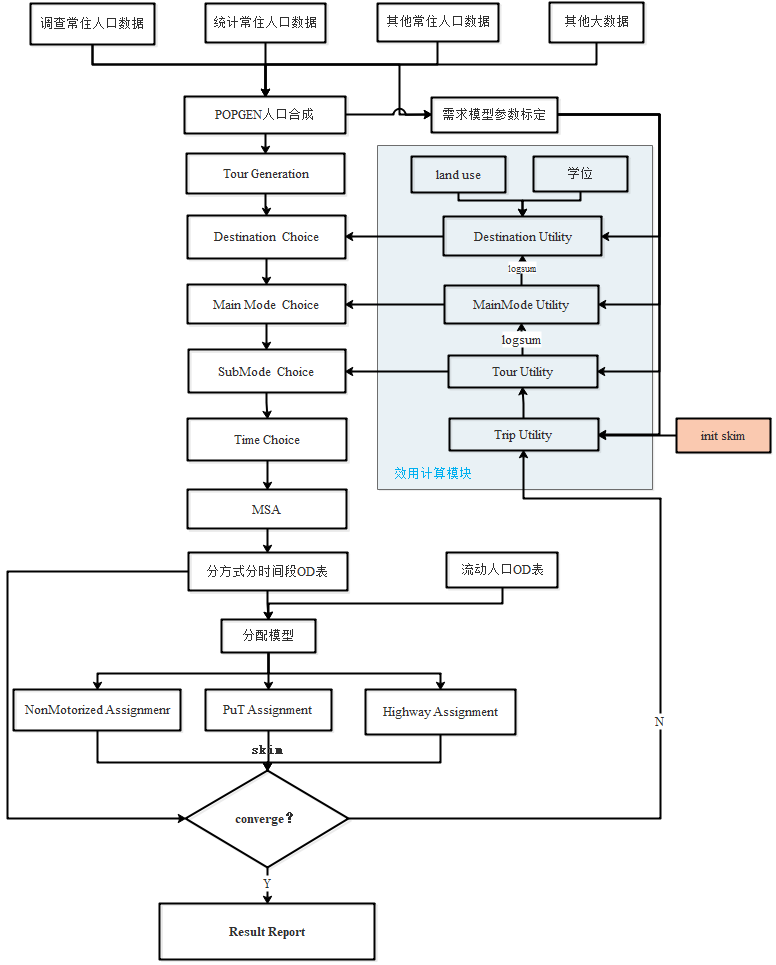 调查常住人口数据
统计常住人口数据
其他常住人口数据
其他大数据
POPGEN人口合成
需求模型参数标定
Tour Generation
land use
学位
Destination Choice
Destination Utility
logsum
Main Mode Choice
MainMode Utility
logsum
SubMode Choice
Tour Utility
Time Choice
Trip Utility
init skim
效用计算模块
MSA
分方式分时间段OD表
流动人口OD表
分配模型
NonMotorized Assignmenr
PuT Assignment
Highway Assignment
N
skim
converge?
Y
Result Report